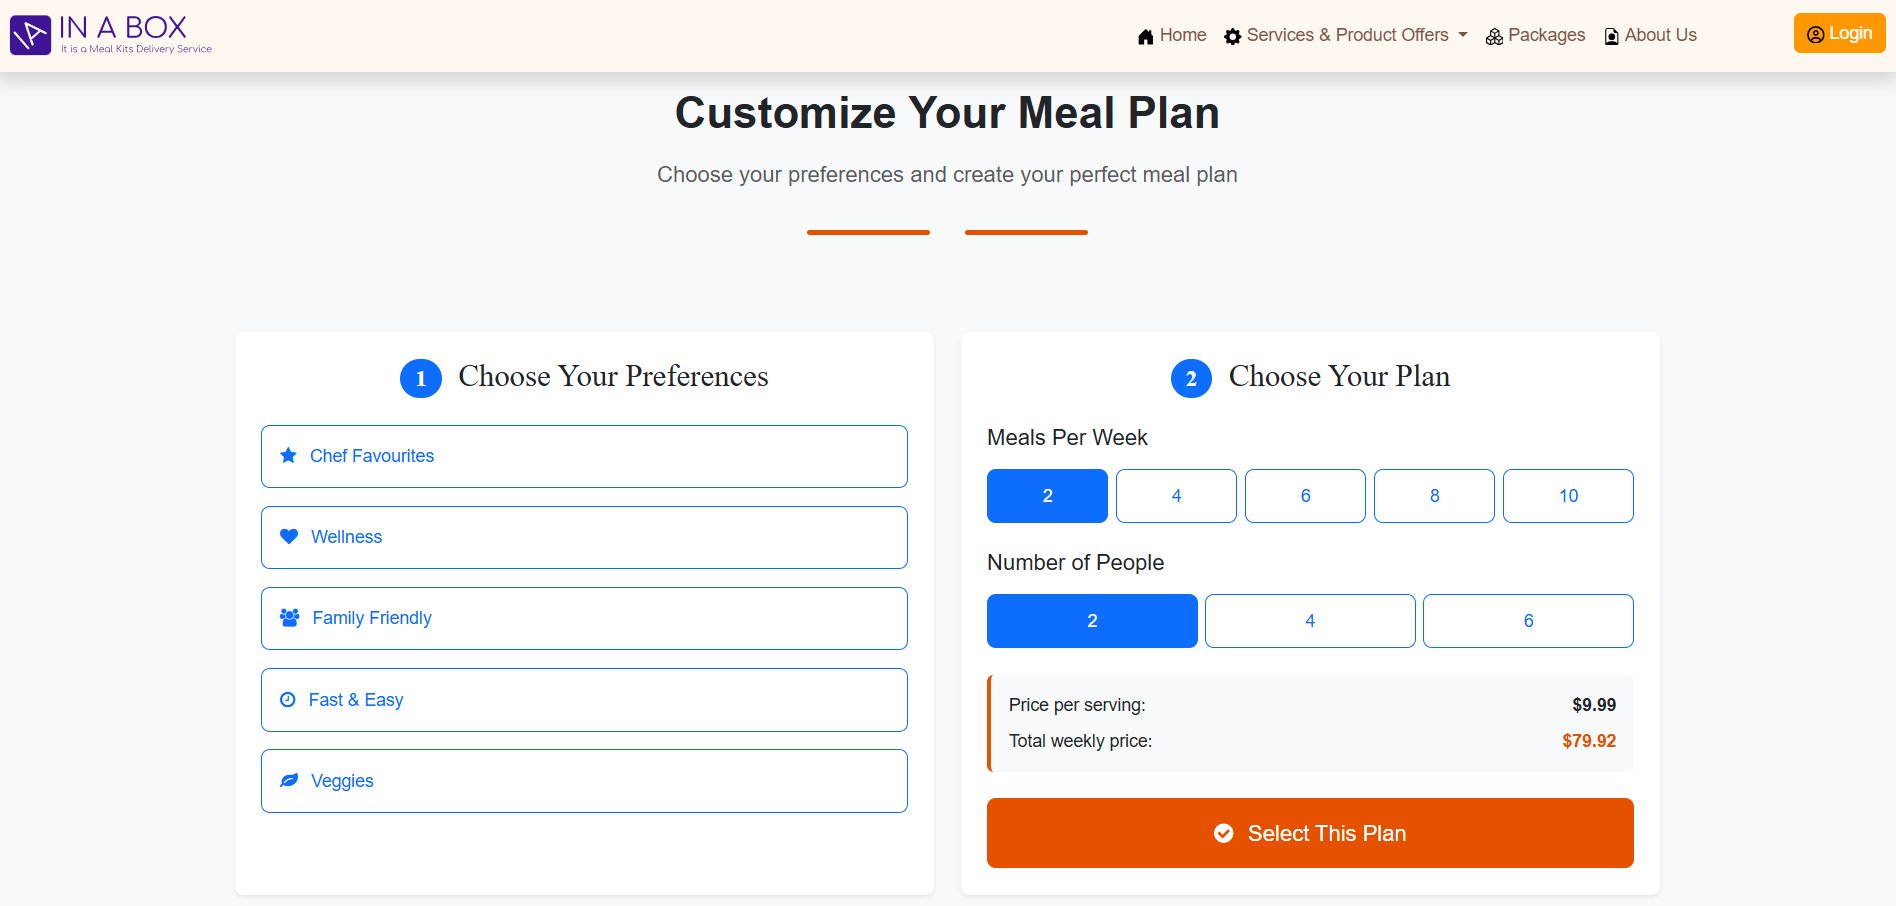 IN A BOX
It is a Meal Kits Delivery Service
Home
Services & Product Offers
Packages
About Us
Login
Customize Your Meal Plan
Choose your preferences and create your perfect meal plan
1 Choose Your Preferences
Chef Favourites
Wellness
Family Friendly
Fast & Easy
Veggies
2 Choose Your Plan
Meals Per Week
2 4 6 8 10
Number of People
2 4 6
Price per serving: $9.99
Total weekly price: $79.92
Select This Plan